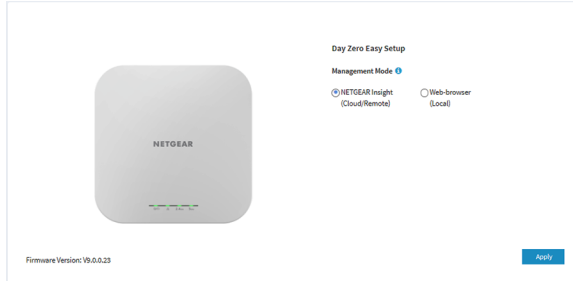 Day Zero Easy Setup
Management Mode
NETGEAR Insight
(Cloud/Remote)
Web-browser
(Local)
NETGEAR
Firmware Version: V9.0.0.23
Apply